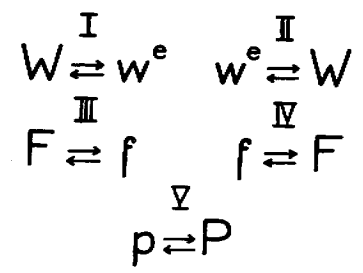 I II
W ⇌ wᵉ wᵉ ⇌ W
III IV
F ⇌ f f ⇌ F
V
p ⇌ P